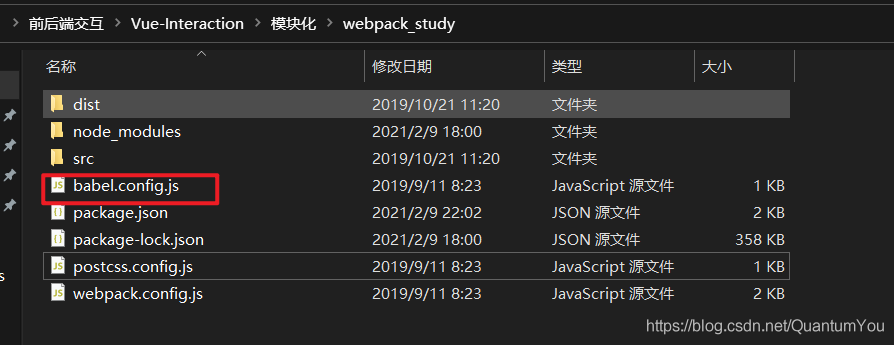 前后端交互 > Vue-Interaction > 模块化 > webpack_study
名称 修改日期 类型 大小
dist 2019/10/21 11:20 文件夹
node_modules 2021/2/9 18:00 文件夹
src 2019/10/21 11:20 文件夹
babel.config.js 2019/9/11 8:23 JavaScript 源文件 1 KB
package.json 2021/2/9 22:02 JSON 源文件 1 KB
package-lock.json 2021/2/9 18:00 JSON 源文件 358 KB
postcss.config.js 2019/9/11 8:23 JavaScript 源文件 1 KB
s
webpack.config.js 2019/9/11 8:23 JavaScript 源文件 2 KB
https://blog.csdn.net/QuantumYou